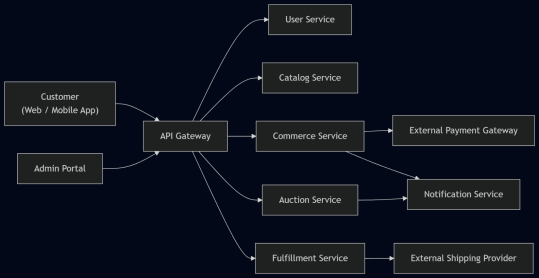 User Service
Catalog Service
Customer
(Web / Mobile App)
API Gateway
Commerce Service
External Payment Gateway
Admin Portal
Auction Service
Notification Service
Fulfillment Service
External Shipping Provider